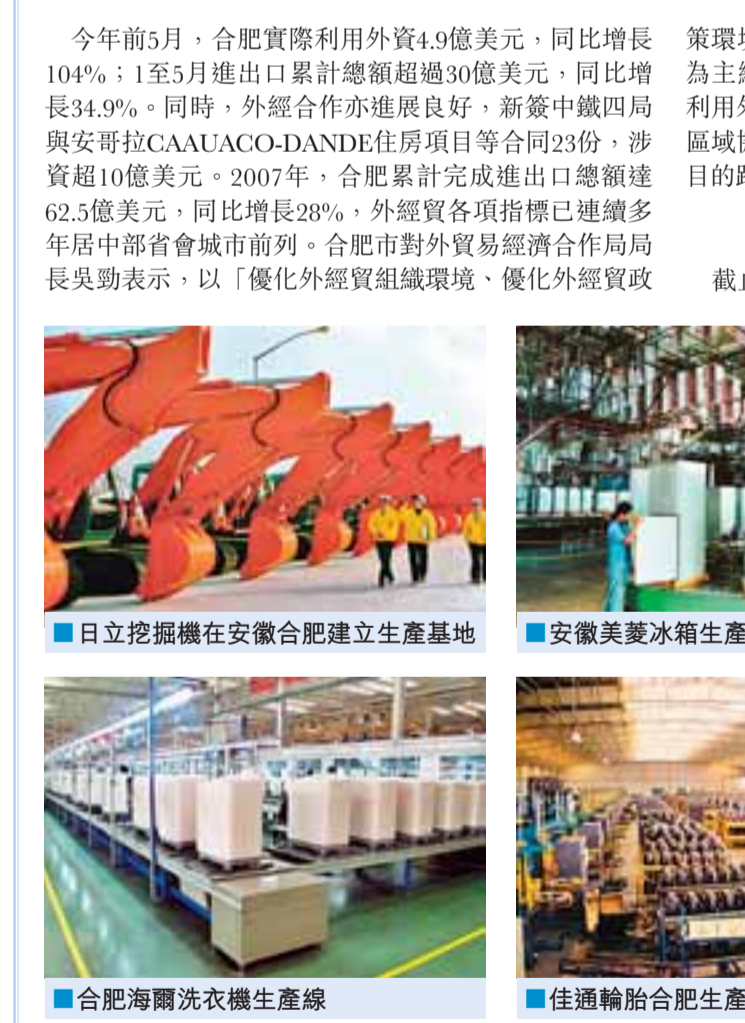 今年前5月，合肥實際利用外資4.9億美元，同比增長
104%；1至5月進出口累計總額超過30億美元，同比增
長34.9%。同時，外經合作亦進展良好，新簽中鐵四局
與安哥拉CAAUACO-DANDE住房項目等合同23份，涉
資超10億美元。2007年，合肥累計完成進出口總額達
62.5億美元，同比增長28%，外經貿各項指標已連續多
年居中部省會城市前列。合肥市對外貿易經濟合作局局
長吳勁表示，以「優化外經貿組織環境、優化外經貿政
策環
為主
利用
區域
目的
截
■日立挖掘機在安徽合肥建立生產基地
■安徽美菱冰箱生產
■合肥海爾洗衣機生產線
■佳通輪胎合肥生產